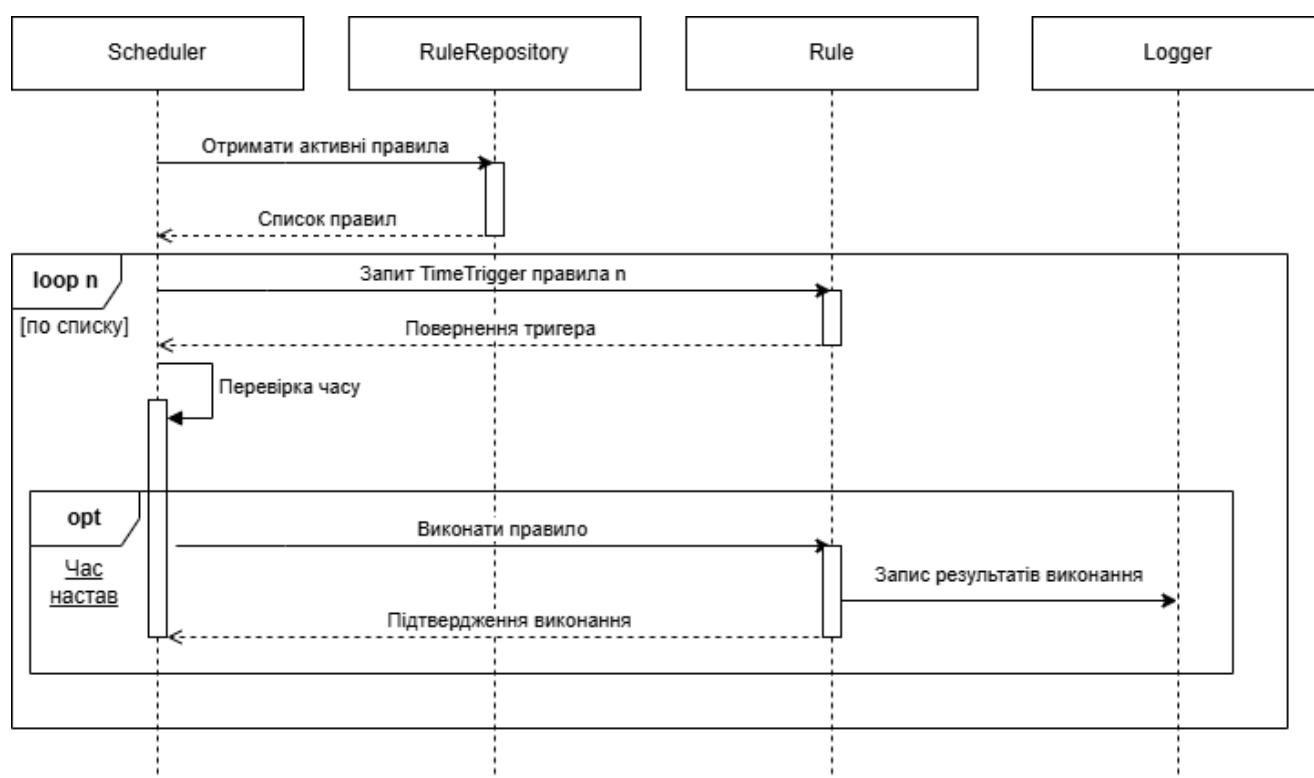 Scheduler
RuleRepository
Rule
Logger
Отримати активні правила
Список правил
loop n
[по списку]
Запит TimeTrigger правила n
Повернення тригера
Перевірка часу
opt
Час
настав
Виконати правило
Запис результатів виконання
Підтвердження виконання